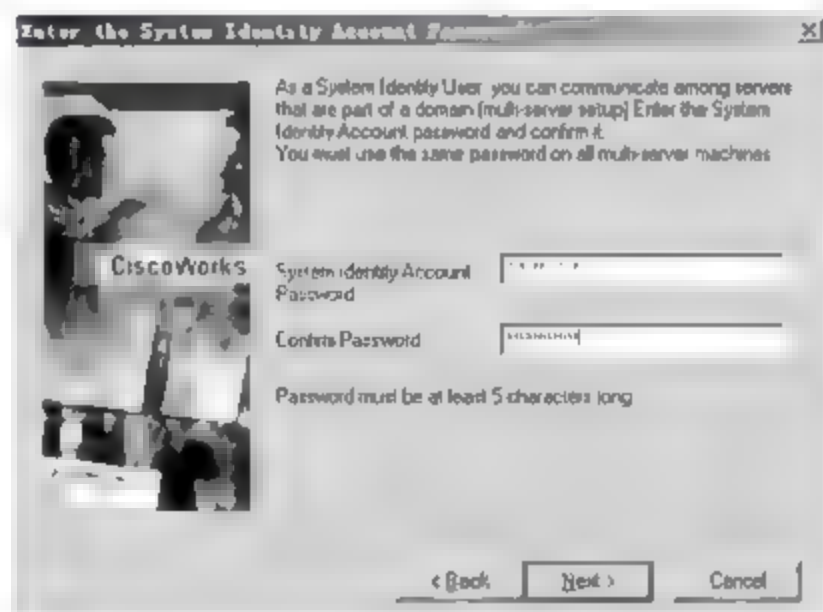 Enter the System Identity Account
As a System Identity User, you can communicate among servers
that are part of a domain (multi-server setup) Enter the System
Identity Account password and confirm it.
You must use the same password on all multi-server machines
CiscoWorks
System Identity Account
Password
Confirm Password
Password must be at least 5 characters long
< Back
Next >
Cancel